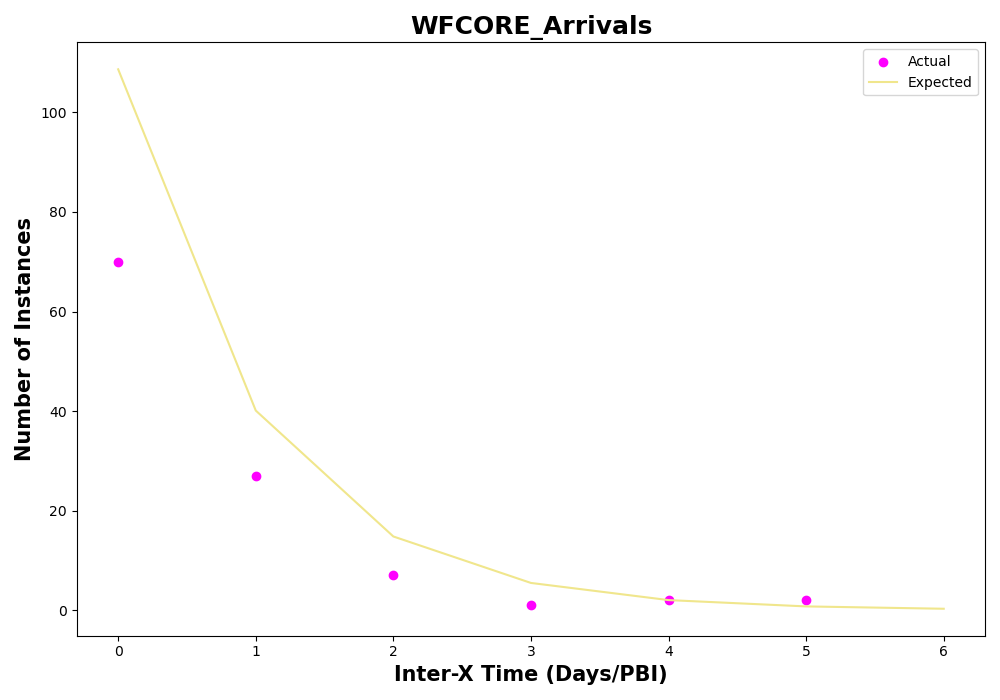 WFCORE_Arrivals
Actual
Expected
Number of Instances
100
80
60
40
20
0
0 1 2 3 4 5 6
Inter-X Time (Days/PBI)